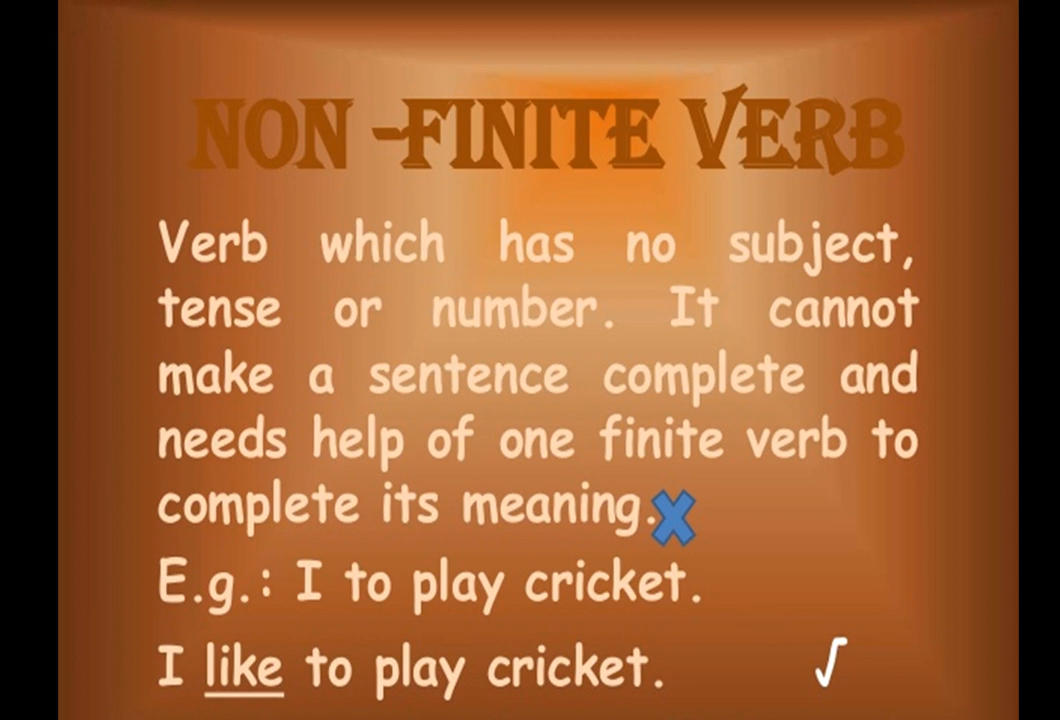 NON -FINITE VERB
Verb which has no subject,
tense or number. It cannot
make a sentence complete and
needs help of one finite verb to
complete its meaning.
E.g.: I to play cricket.
I like to play cricket. √